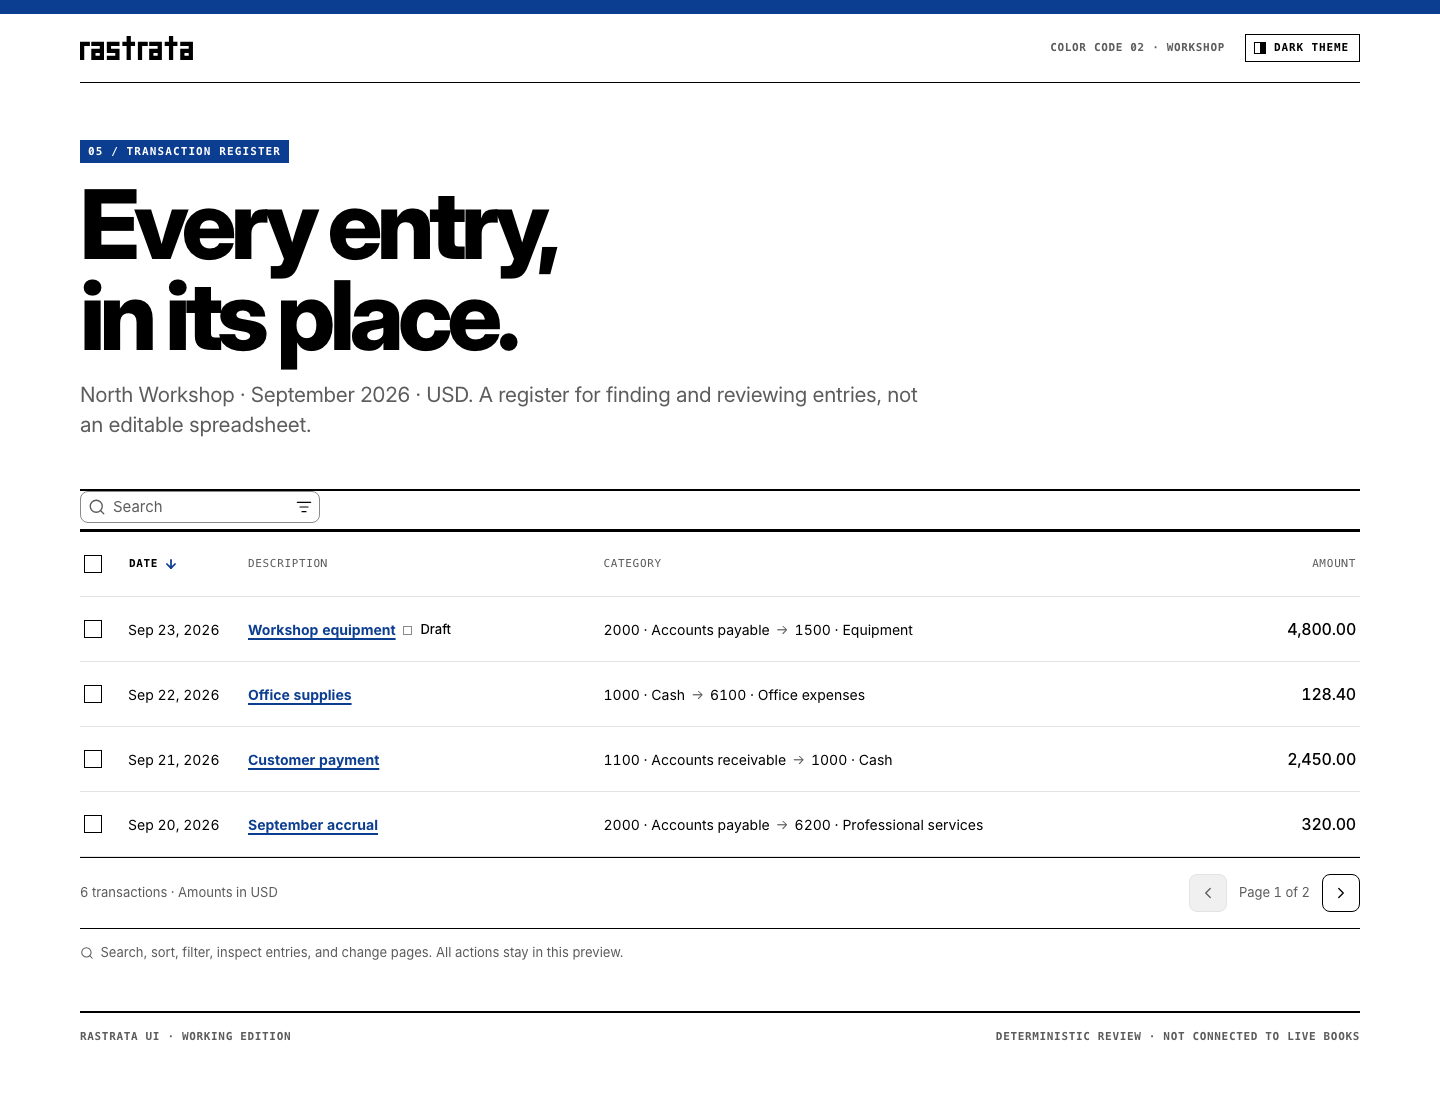 rastrata
COLOR CODE 02 · WORKSHOP
DARK THEME
05 / TRANSACTION REGISTER
Every entry,
in its place.
North Workshop · September 2026 · USD. A register for finding and reviewing entries, not
an editable spreadsheet.
Search
DATE ↓ DESCRIPTION CATEGORY AMOUNT
Sep 23, 2026 Workshop equipment Draft 2000 · Accounts payable → 1500 · Equipment 4,800.00
Sep 22, 2026 Office supplies 1000 · Cash → 6100 · Office expenses 128.40
Sep 21, 2026 Customer payment 1100 · Accounts receivable → 1000 · Cash 2,450.00
Sep 20, 2026 September accrual 2000 · Accounts payable → 6200 · Professional services 320.00
6 transactions · Amounts in USD
Page 1 of 2
Search, sort, filter, inspect entries, and change pages. All actions stay in this preview.
RASTRATA UI · WORKING EDITION
DETERMINISTIC REVIEW · NOT CONNECTED TO LIVE BOOKS